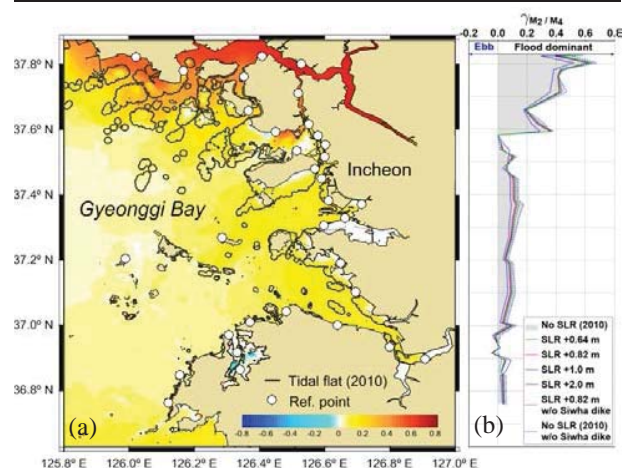 γM2 / M4
-0.2 0.0 0.2 0.4 0.6 0.8
Ebb Flood dominant
37.8° N
37.6° N
37.4° N
37.2° N
37.0° N
36.8° N
Incheon
Gyeonggi Bay
Tidal flat (2010)
Ref. point
-0.8 -0.6 -0.4 -0.2 0 0.2 0.4 0.6 0.8
(a)
125.8° E 126.0° E 126.2° E 126.4° E 126.6° E 126.8° E 127.0° E
No SLR (2010)
SLR +0.64 m
SLR +0.82 m
SLR +1.0 m
SLR +2.0 m
SLR +0.82 m
w/o Siwha dike
No SLR (2010)
w/o Siwha dike
(b)